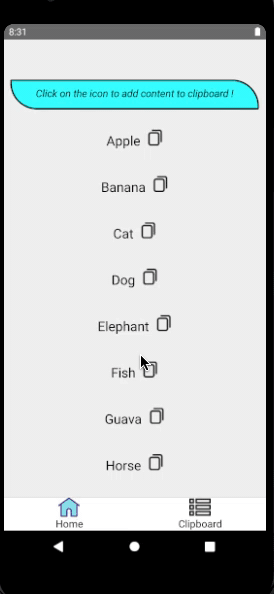 8:31
Click on the icon to add content to clipboard !
Apple
Banana
Cat
Dog
Elephant
Fish
Guava
Horse
Home
Clipboard